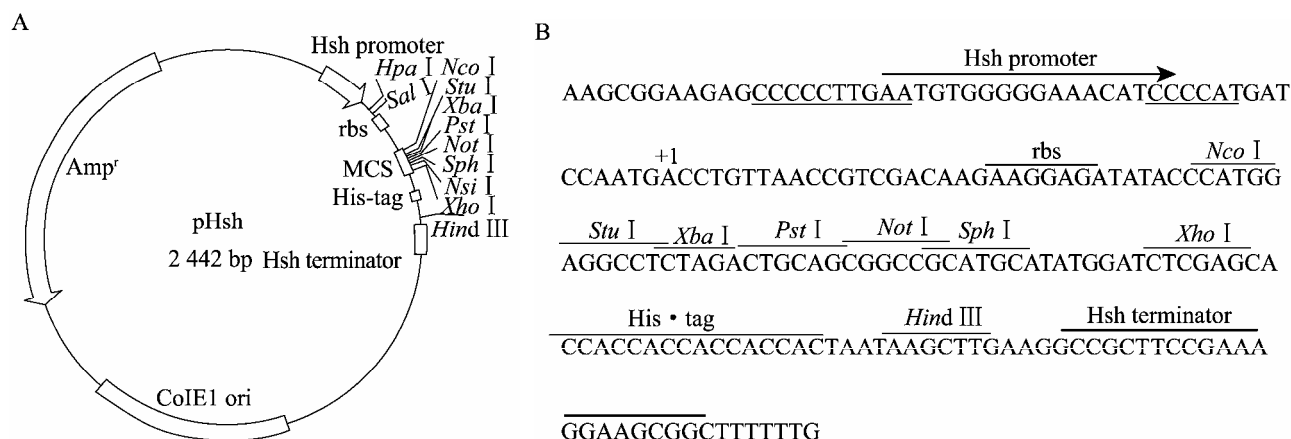 A
Hsh promoter
Hpa I
Nco I
Sal V
Stu I
Xba I
rbs
Pst I
Not I
MCS
Sph I
Nsi I
His-tag
Xho I
Hind III
Ampʳ
pHsh
2 442 bp
Hsh terminator
CoIE1 ori
B
Hsh promoter
AAGCGGAAGAGCCCCCTTGAATGTGGGGGAAACATCCCCATGAT
+1
rbs
Nco I
CCAATGACCTGTTAACCGTCGACAAGAAGGAGATATACCCATGG
Stu I
Xba I
Pst I
Not I
Sph I
Xho I
AGGCCTCTAGACTGCAGCGGCCGCATGCATATGGATCTCGAGCA
His・tag
Hind III
Hsh terminator
CCACCACCACCACCACTAATAAGCTTGAAGGCCGCTTCCGAAA
GGAAGCGGCTTTTTTG